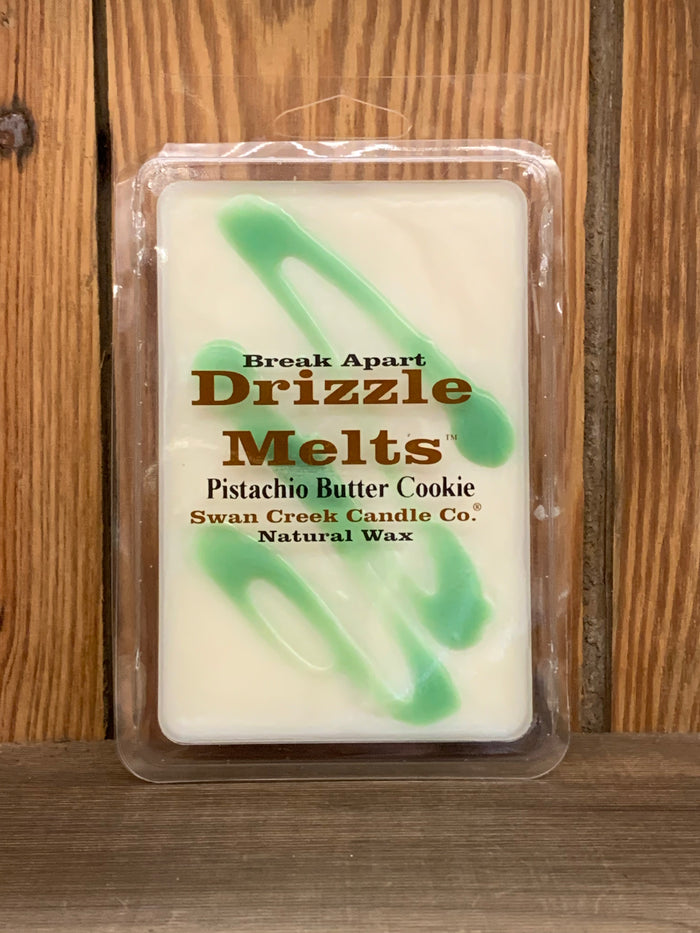 Break Apart
Drizzle
Melts™
Pistachio Butter Cookie
Swan Creek Candle Co.®
Natural Wax